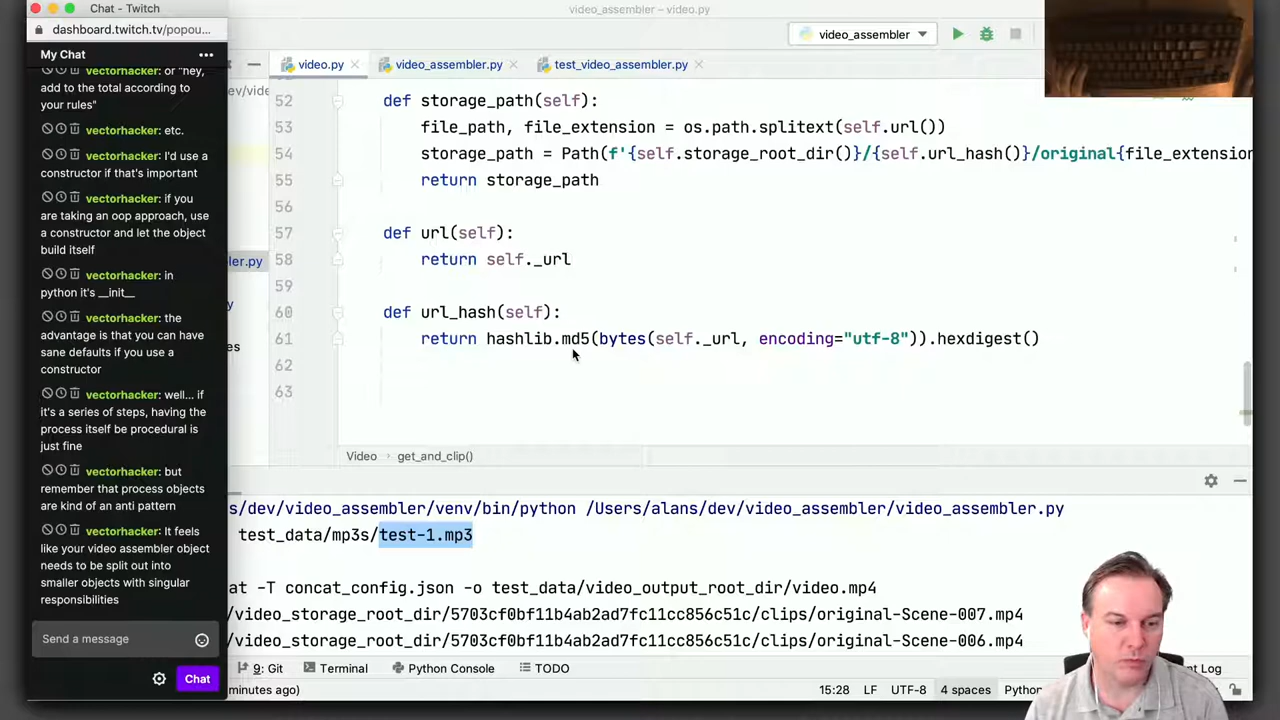 Chat - Twitch
dashboard.twitch.tv/popou...
My Chat
vectorhacker: or "hey,
add to the total according to
your rules"
vectorhacker: etc.
vectorhacker: I'd use a
constructor if that's important
vectorhacker: if you
are taking an oop approach, use
a constructor and let the object
build itself
vectorhacker: in
python it's __init__
vectorhacker: the
advantage is that you can have
sane defaults if you use a
constructor
vectorhacker: well... if
it's a series of steps, having the
process itself be procedural is
just fine
vectorhacker: but
remember that process objects
are kind of an anti pattern
vectorhacker: It feels
like your video assembler object
needs to be split out into
smaller objects with singular
responsibilities
Send a message
Chat
video_assembler – video.py
video_assembler
video.py
video_assembler.py
test_video_assembler.py
dev/vide
ler.py
y
es
52 def storage_path(self):
53 file_path, file_extension = os.path.splitext(self.url())
54 storage_path = Path(f'{self.storage_root_dir()}/{self.url_hash()}/original{file_extension
55 return storage_path
56
57 def url(self):
58 return self._url
59
60 def url_hash(self):
61 return hashlib.md5(bytes(self._url, encoding="utf-8")).hexdigest()
62
63
Video › get_and_clip()
s/dev/video_assembler/venv/bin/python /Users/alans/dev/video_assembler/video_assembler.py
test_data/mp3s/test-1.mp3
at -T concat_config.json -o test_data/video_output_root_dir/video.mp4
/video_storage_root_dir/5703cf0bf11b4ab2ad7fc11cc856c51c/clips/original-Scene-007.mp4
/video_storage_root_dir/5703cf0bf11b4ab2ad7fc11cc856c51c/clips/original-Scene-006.mp4
9: Git Terminal Python Console TODO
nt Log
minutes ago) 15:28 LF UTF-8 4 spaces Python